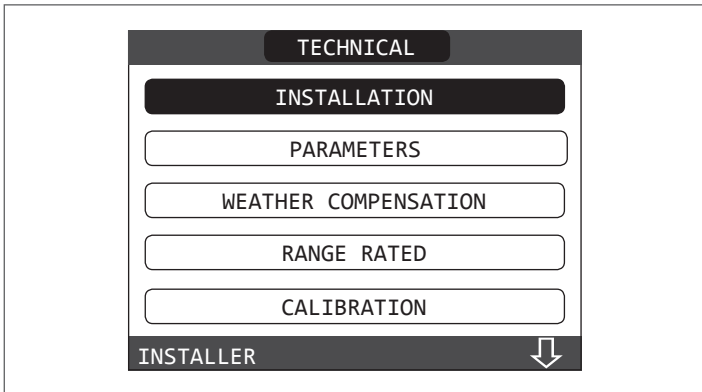 TECHNICAL
INSTALLATION
PARAMETERS
WEATHER COMPENSATION
RANGE RATED
CALIBRATION
INSTALLER